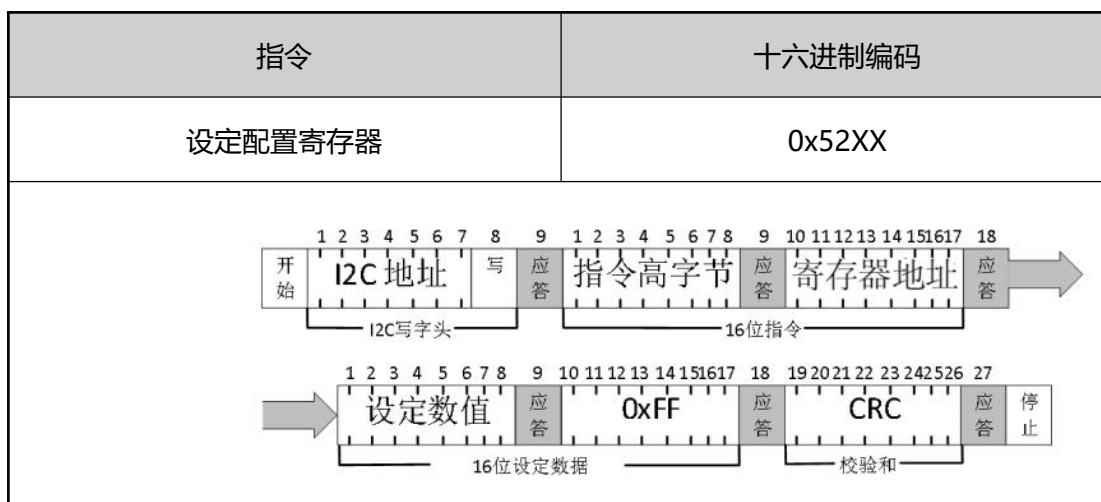 指令 十六进制编码
设定配置寄存器 0x52XX
1 2 3 4 5 6 7 8 9 1 2 3 4 5 6 7 8 9 10 11 12 13 14 15 16 17 18
开始 I2C 地址 写 应答 指令高字节 应答 寄存器地址 应答
I2C写字头 16位指令
1 2 3 4 5 6 7 8 9 10 11 12 13 14 15 16 17 18 19 20 21 22 23 24 25 26 27
设定数值 应答 0xFF 应答 CRC 应答 停止
16位设定数据 校验和